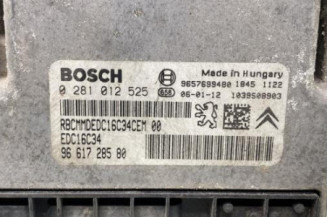 BOSCH
Made in Hungary
0 281 012 525
9657699480 1845 1122
06-01-12 1039S08903
RBCMMDEDC16C34CEM 00
EDC16C34
96 617 285 80